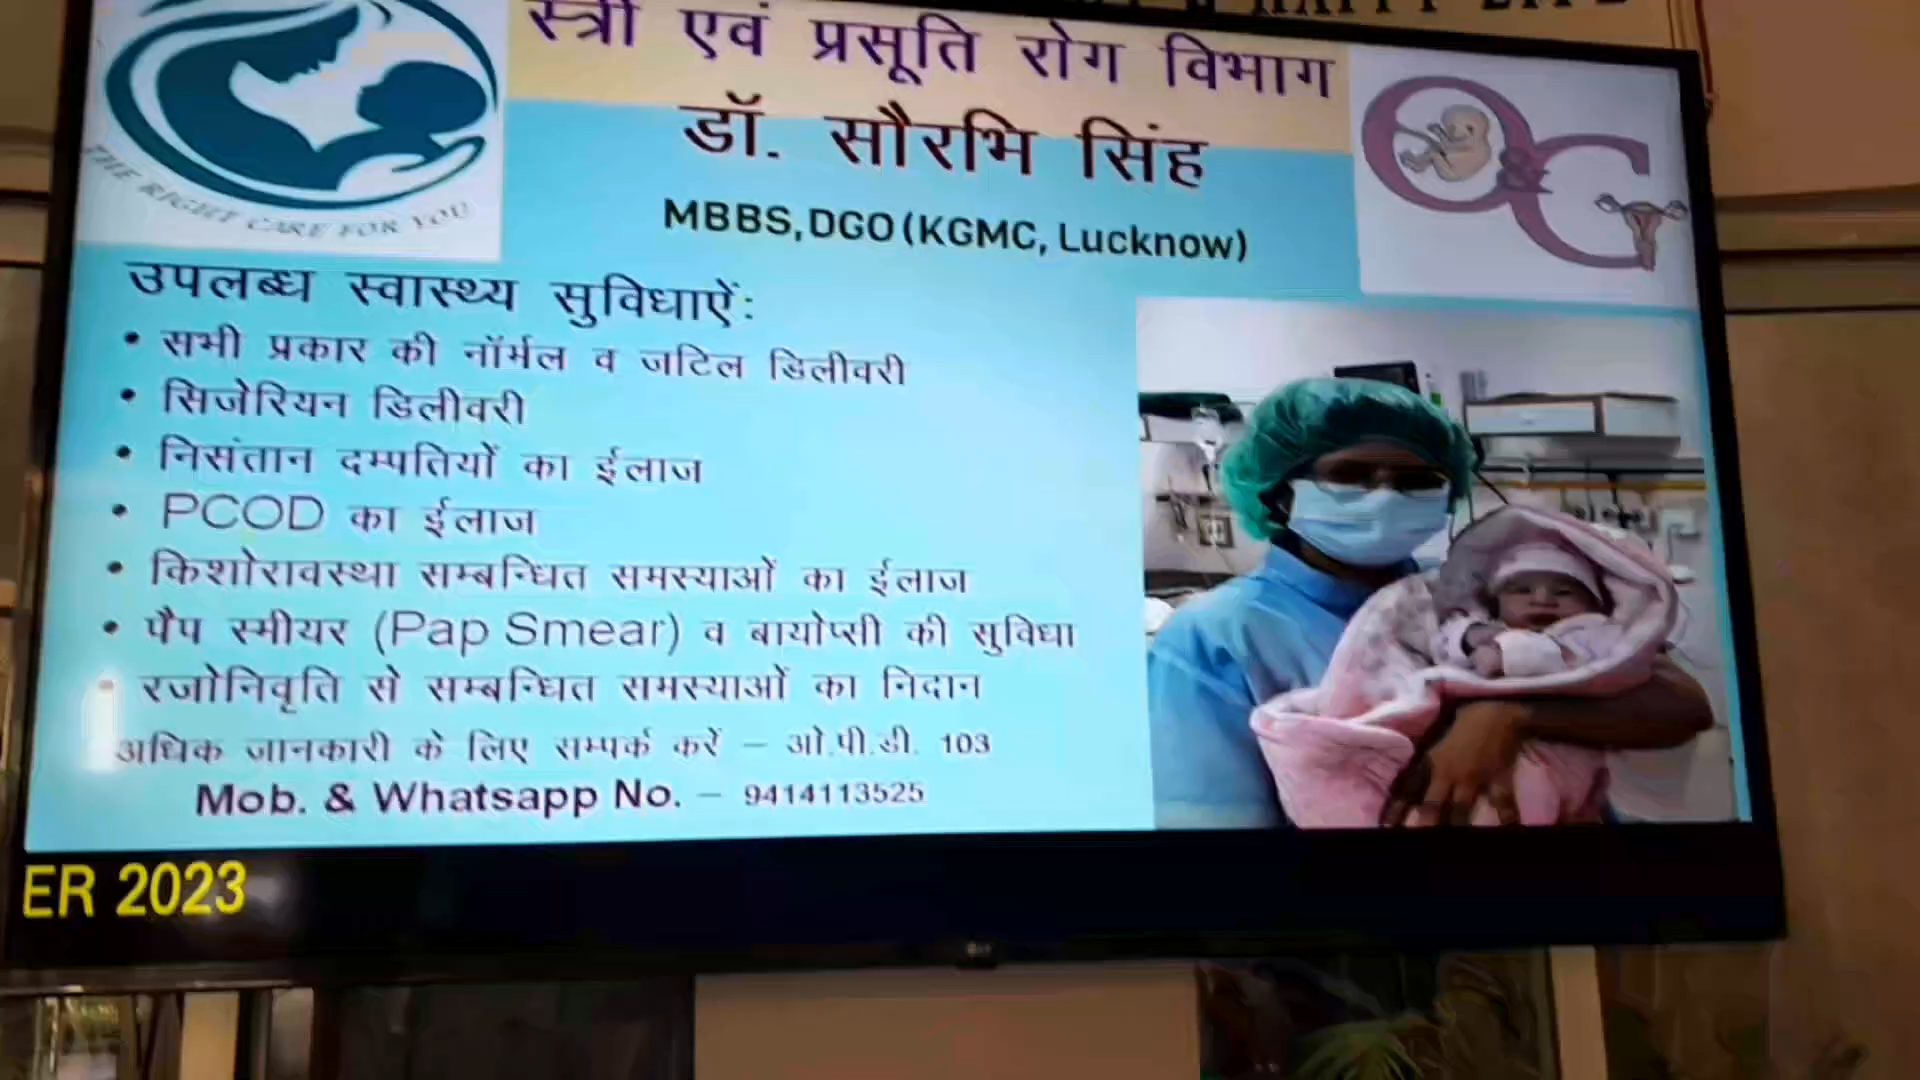 स्त्री एवं प्रसूति रोग विभाग
डॉ. सौरभि सिंह
MBBS, DGO (KGMC, Lucknow)
THE RIGHT CARE FOR YOU
O & G
उपलब्ध स्वास्थ्य सुविधाऐं:
• सभी प्रकार की नॉर्मल व जटिल डिलीवरी
• सिजेरियन डिलीवरी
• निसंतान दम्पतियों का ईलाज
• PCOD का ईलाज
• किशोरावस्था सम्बन्धित समस्याओं का ईलाज
• पैप स्मीयर (Pap Smear) व बायोप्सी की सुविधा
• रजोनिवृति से सम्बन्धित समस्याओं का निदान
अधिक जानकारी के लिए सम्पर्क करें – ओ.पी.डी. 103
Mob. & Whatsapp No. – 9414113525
ER 2023